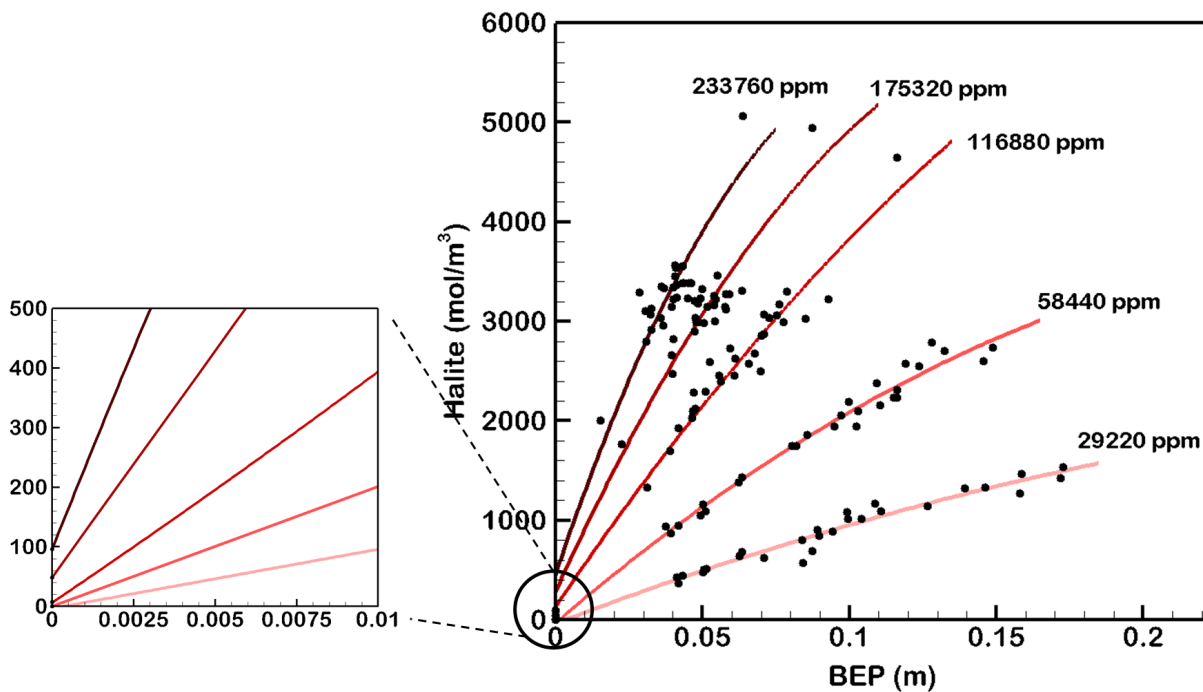 6000
5000
4000
3000
2000
1000
0
Halite (mol/m³)
233760 ppm
175320 ppm
116880 ppm
58440 ppm
29220 ppm
0 0.05 0.1 0.15 0.2
BEP (m)
500
400
300
200
100
0
0 0.0025 0.005 0.0075 0.01